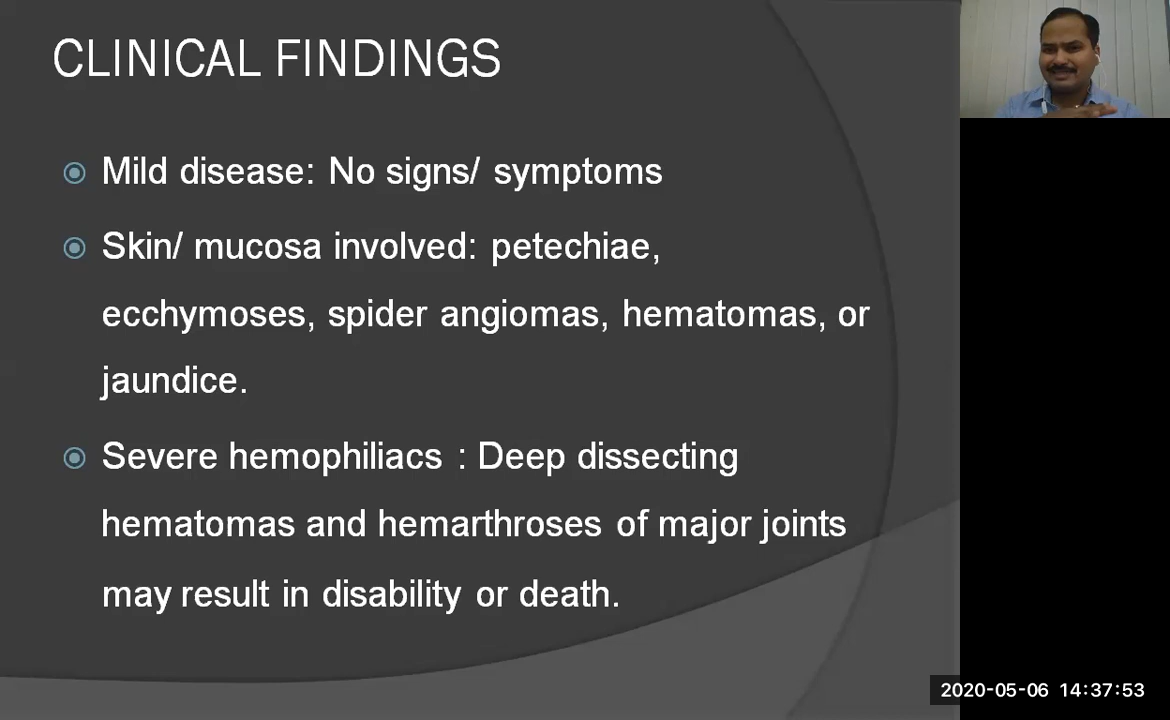 CLINICAL FINDINGS
Mild disease: No signs/ symptoms
Skin/ mucosa involved: petechiae,
ecchymoses, spider angiomas, hematomas, or
jaundice.
Severe hemophiliacs : Deep dissecting
hematomas and hemarthroses of major joints
may result in disability or death.
2020-05-06 14:37:53